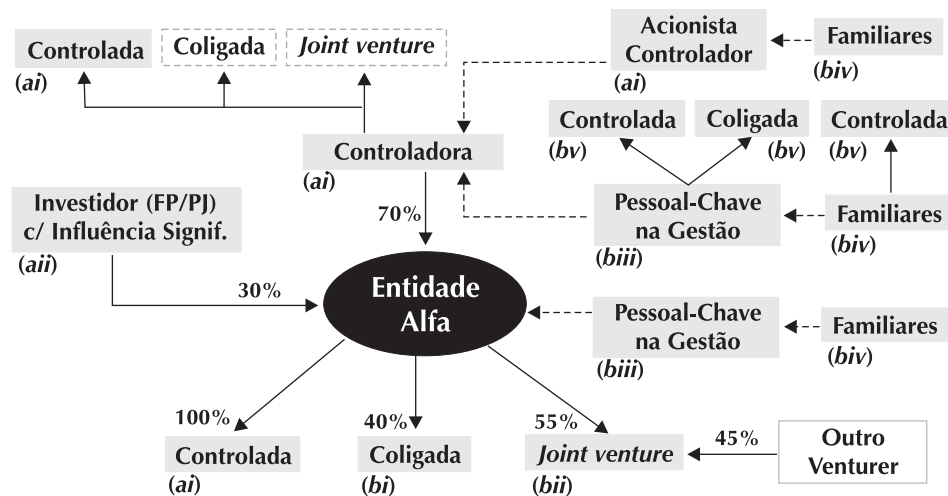 Controlada
(ai)
Coligada
Joint venture
Acionista
Controlador
(ai)
Familiares
(biv)
Controladora
(ai)
Controlada
(bv)
Coligada
(bv)
Controlada
(bv)
Investidor (FP/PJ)
c/ Influência Signif.
(aii)
70%
Pessoal-Chave
na Gestão
(biii)
Familiares
(biv)
30%
Entidade
Alfa
Pessoal-Chave
na Gestão
(biii)
Familiares
(biv)
100%
40%
55%
45%
Controlada
(ai)
Coligada
(bi)
Joint venture
(bii)
Outro
Venturer